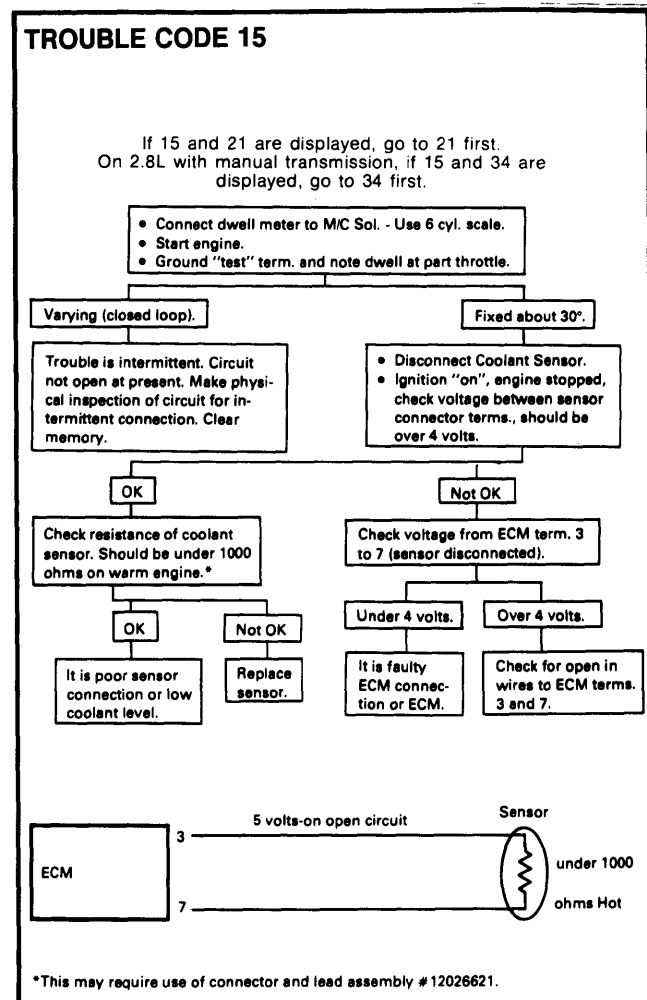 TROUBLE CODE 15
If 15 and 21 are displayed, go to 21 first.
On 2.8L with manual transmission, if 15 and 34 are
displayed, go to 34 first.
• Connect dwell meter to M/C Sol. - Use 6 cyl. scale.
• Start engine.
• Ground "test" term. and note dwell at part throttle.
Varying (closed loop).
Fixed about 30°.
Trouble is intermittent. Circuit
not open at present. Make physi-
cal inspection of circuit for in-
termittent connection. Clear
memory.
• Disconnect Coolant Sensor.
• Ignition "on", engine stopped,
check voltage between sensor
connector terms., should be
over 4 volts.
OK
Not OK
Check resistance of coolant
sensor. Should be under 1000
ohms on warm engine.*
Check voltage from ECM term. 3
to 7 (sensor disconnected).
OK
Not OK
Under 4 volts.
Over 4 volts.
It is poor sensor
connection or low
coolant level.
Replace
sensor.
It is faulty
ECM connec-
tion or ECM.
Check for open in
wires to ECM terms.
3 and 7.
ECM
3
5 volts-on open circuit
Sensor
under 1000
7
ohms Hot
*This may require use of connector and lead assembly #12026621.